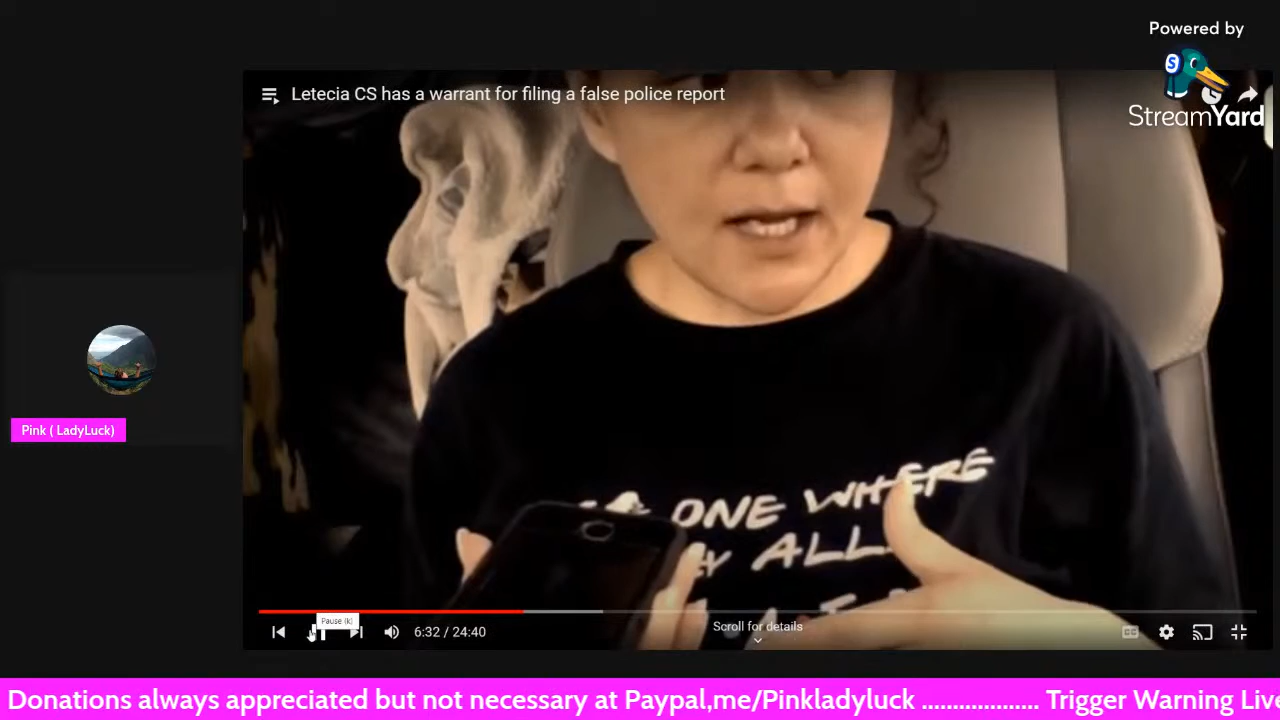 Powered by
StreamYard
Letecia CS has a warrant for filing a false police report
ONE WHERE
ALL
Pink ( LadyLuck)
Pause (k)
6:32 / 24:40
Scroll for details
CC
Donations always appreciated but not necessary at Paypal,me/Pinkladyluck ................... Trigger Warning Live